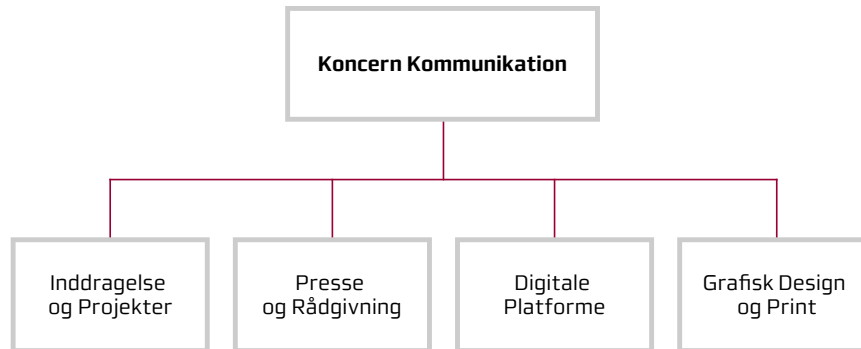 Koncern Kommunikation
Inddragelse
og Projekter
Presse
og Rådgivning
Digitale
Platforme
Grafisk Design
og Print